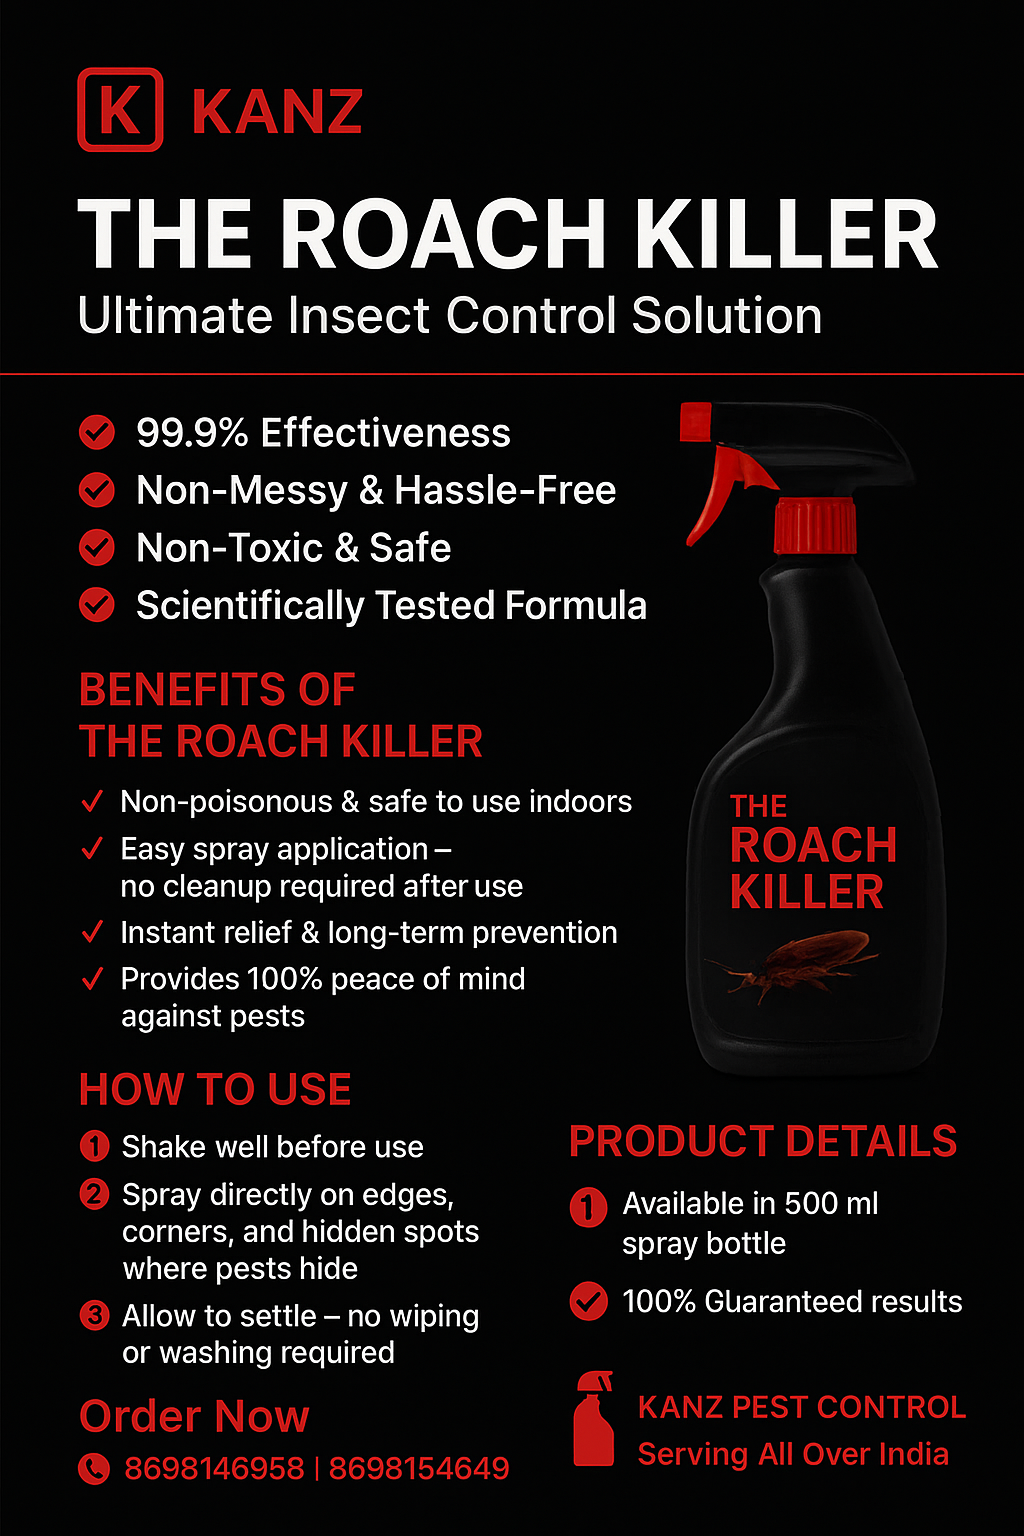 K KANZ
THE ROACH KILLER
Ultimate Insect Control Solution
99.9% Effectiveness
Non-Messy & Hassle-Free
Non-Toxic & Safe
Scientifically Tested Formula
BENEFITS OF
THE ROACH KILLER
Non-poisonous & safe to use indoors
Easy spray application –
no cleanup required after use
Instant relief & long-term prevention
Provides 100% peace of mind
against pests
THE
ROACH
KILLER
HOW TO USE
1 Shake well before use
2 Spray directly on edges,
corners, and hidden spots
where pests hide
3 Allow to settle – no wiping
or washing required
PRODUCT DETAILS
1 Available in 500 ml
spray bottle
100% Guaranteed results
Order Now
8698146958 | 8698154649
KANZ PEST CONTROL
Serving All Over India